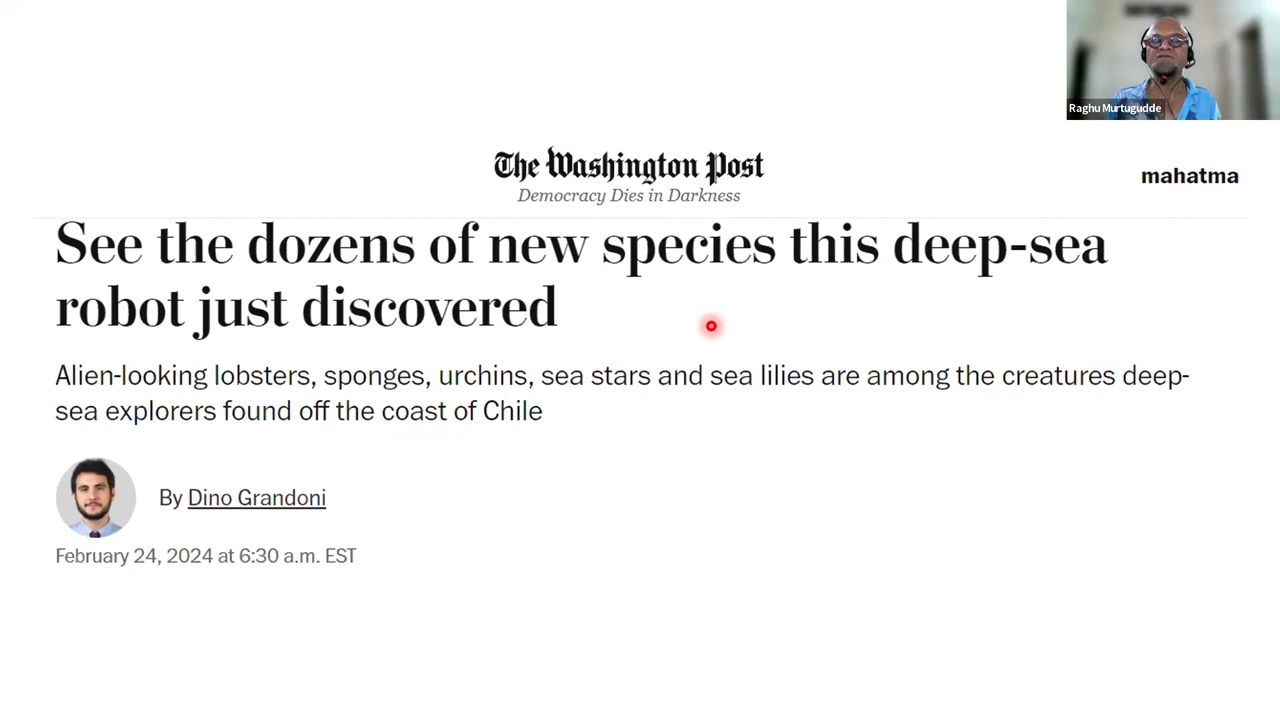 Raghu Murtugudde
The Washington Post
Democracy Dies in Darkness
mahatma
See the dozens of new species this deep-sea
robot just discovered
Alien-looking lobsters, sponges, urchins, sea stars and sea lilies are among the creatures deep-
sea explorers found off the coast of Chile
By Dino Grandoni
February 24, 2024 at 6:30 a.m. EST